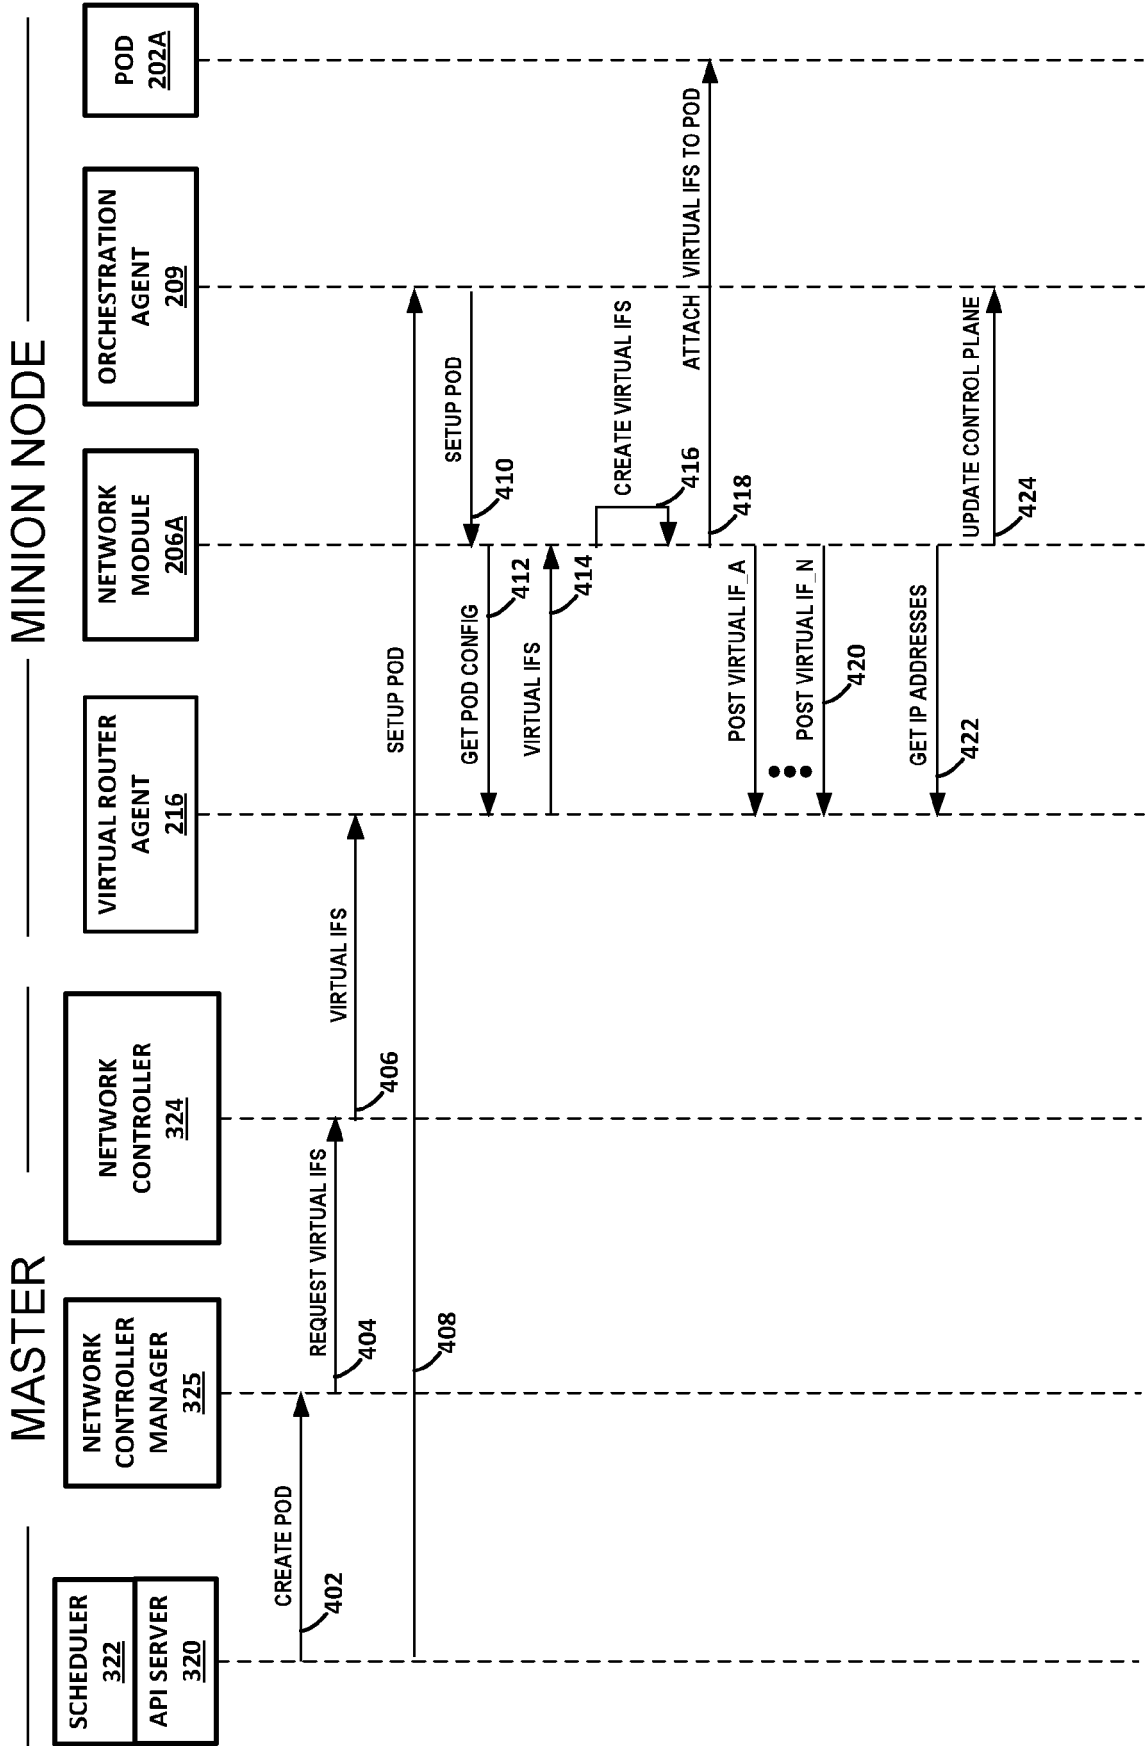 MASTER
MINION NODE
SCHEDULER
322
API SERVER
320
NETWORK
CONTROLLER
MANAGER
325
NETWORK
CONTROLLER
324
VIRTUAL ROUTER
AGENT
216
NETWORK
MODULE
206A
ORCHESTRATION
AGENT
209
POD
202A
CREATE POD
402
REQUEST VIRTUAL IFS
404
VIRTUAL IFS
406
SETUP POD
408
SETUP POD
410
GET POD CONFIG
412
VIRTUAL IFS
414
CREATE VIRTUAL IFS
416
ATTACH VIRTUAL IFS TO POD
418
POST VIRTUAL IF_A
POST VIRTUAL IF_N
420
GET IP ADDRESSES
422
UPDATE CONTROL PLANE
424